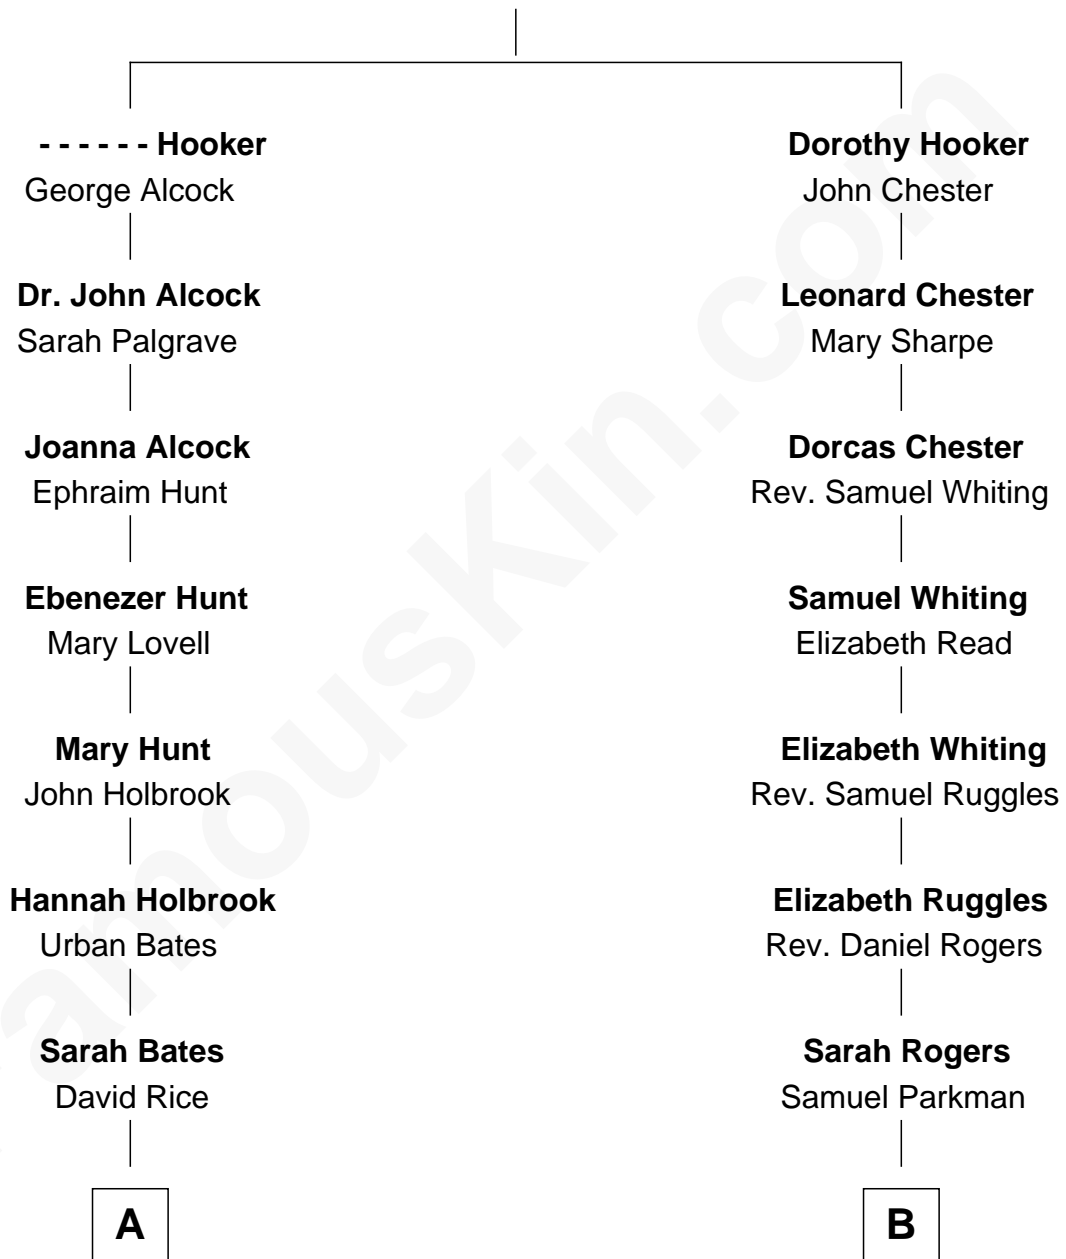 - - - - - - Hooker
George Alcock
Dr. John Alcock
Sarah Palgrave
Joanna Alcock
Ephraim Hunt
Ebenezer Hunt
Mary Lovell
Mary Hunt
John Holbrook
Hannah Holbrook
Urban Bates
Sarah Bates
David Rice
A
Dorothy Hooker
John Chester
Leonard Chester
Mary Sharpe
Dorcas Chester
Rev. Samuel Whiting
Samuel Whiting
Elizabeth Read
Elizabeth Whiting
Rev. Samuel Ruggles
Elizabeth Ruggles
Rev. Daniel Rogers
Sarah Rogers
Samuel Parkman
B
amouskin.com